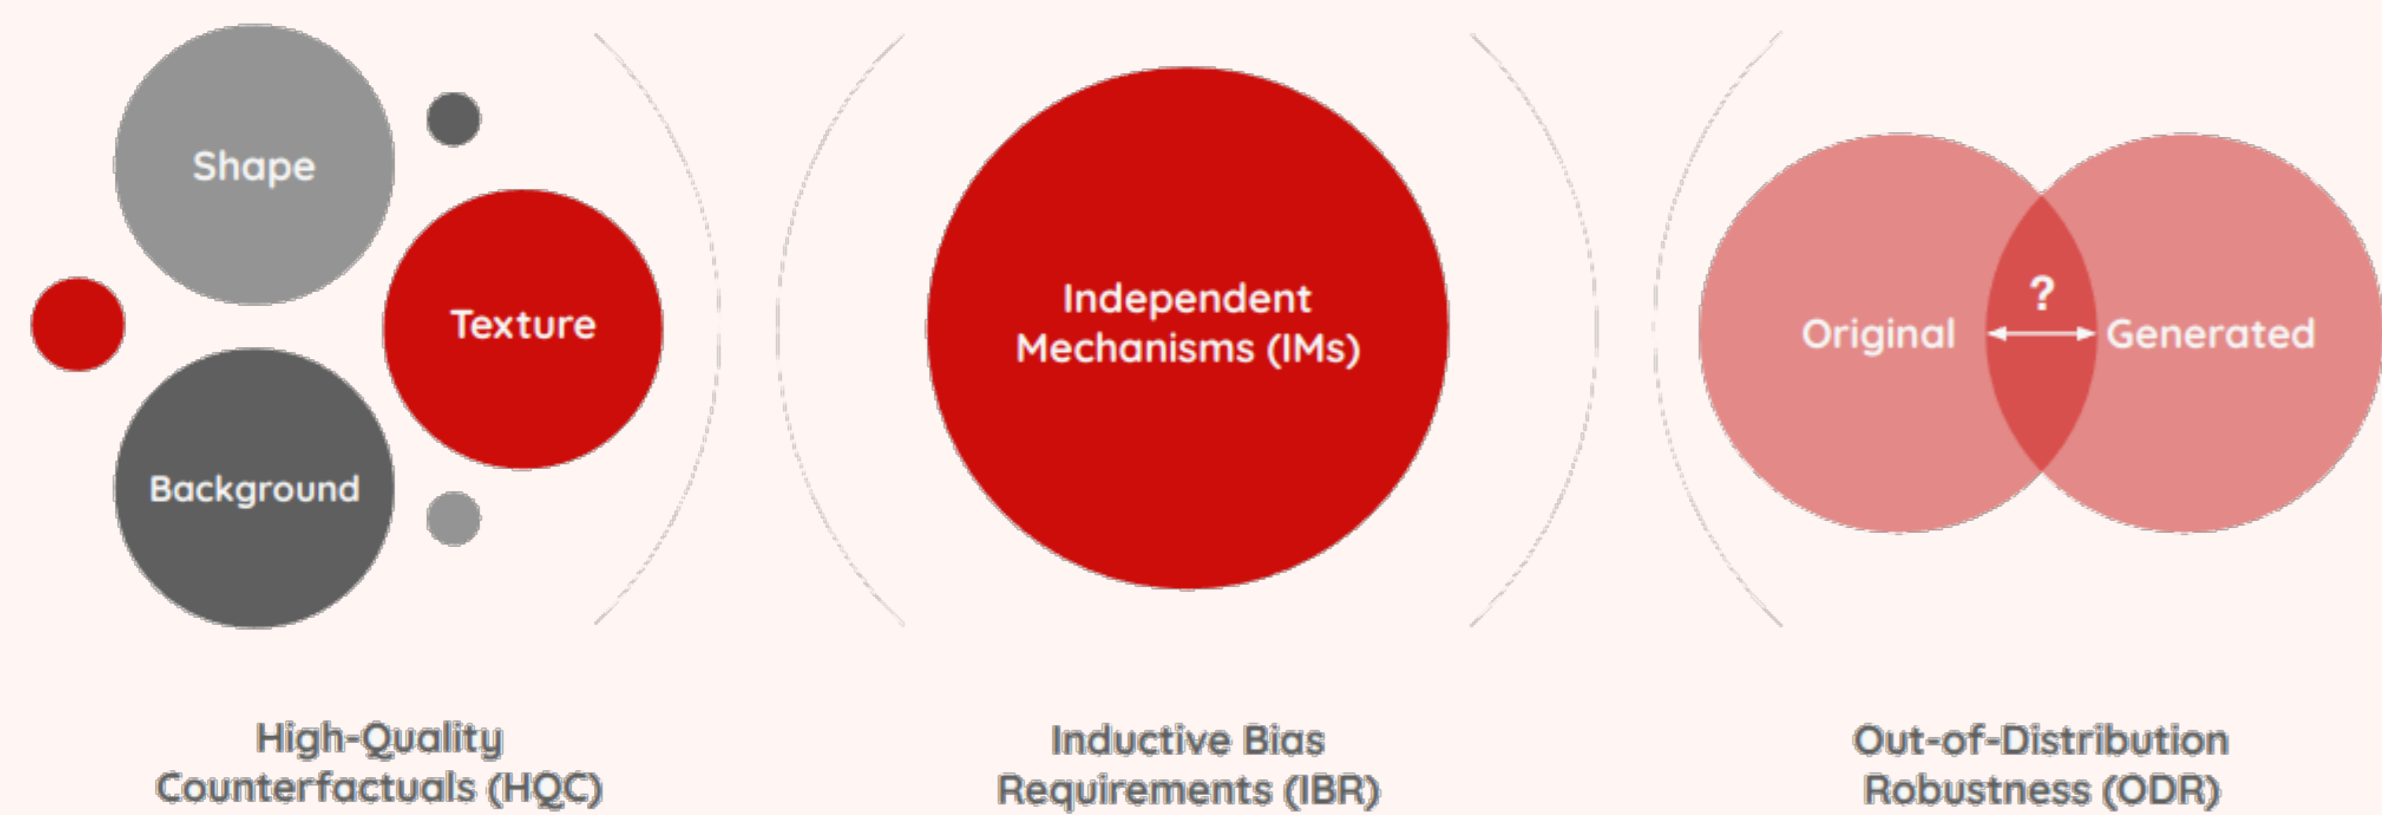 Shape
Texture
Background
High-Quality
Counterfactuals (HQC)
Independent
Mechanisms (IMs)
Inductive Bias
Requirements (IBR)
?
Original
Generated
Out-of-Distribution
Robustness (ODR)